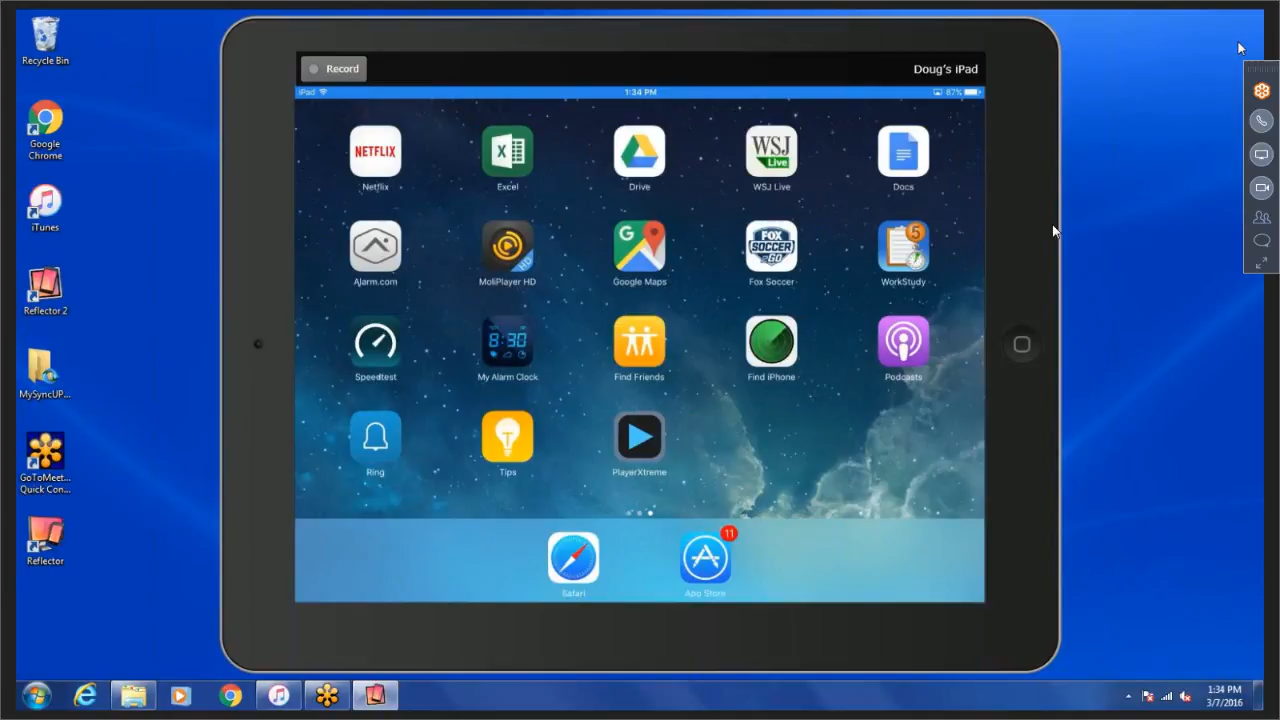 Recycle Bin
Google
Chrome
iTunes
Reflector 2
MySyncUP...
GoToMeet...
Quick Con...
Reflector
Record
Doug's iPad
iPad
1:34 PM
87%
NETFLIX
WSJ
Live
Netflix
Excel
Drive
WSJ Live
Docs
G
FOX
SOCCER
2GO
5
Alarm.com
MoliPlayer HD
Google Maps
Fox Soccer
WorkStudy
8:30
Speedtest
My Alarm Clock
Find Friends
Find iPhone
Podcasts
Ring
Tips
PlayerXtreme
11
Safari
App Store
1:34 PM
3/7/2016